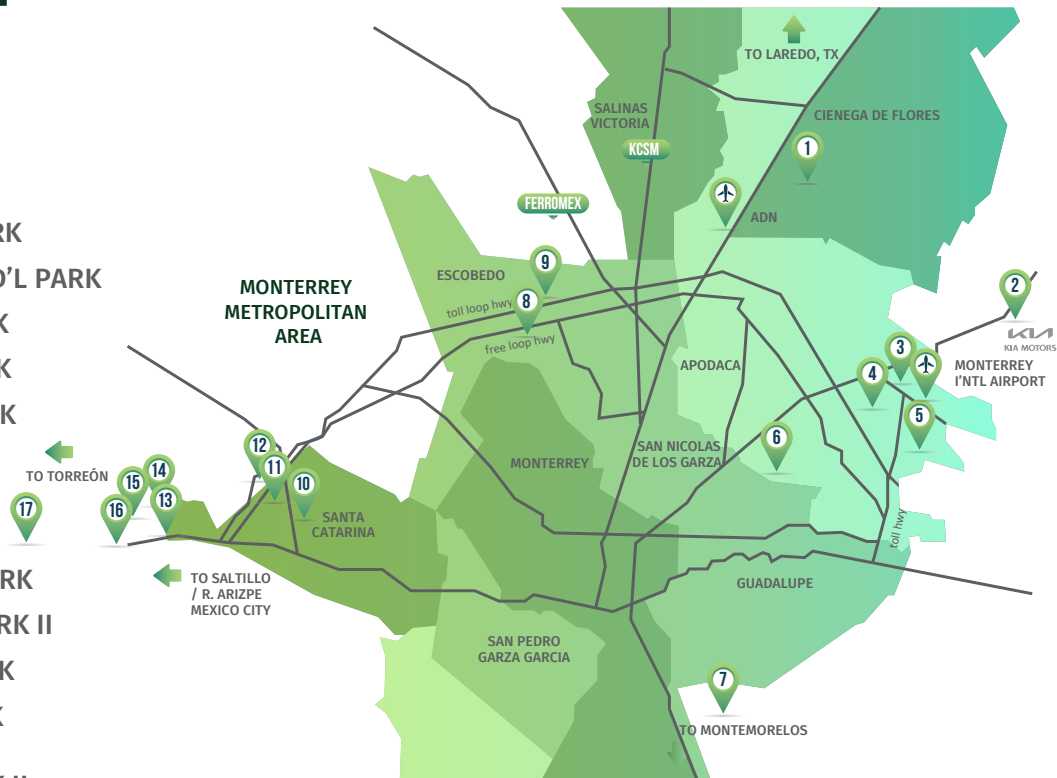 RK
D'L PARK
K
K
K
RK
RK II
K
K
TO LAREDO, TX
SALINAS
VICTORIA
CIENEGA DE FLORES
KCSM
1
ADN
FERROMEX
9
ESCOBEDO
MONTERREY
METROPOLITAN
AREA
8
toll loop hwy
free loop hwy
2
KIA
KIA MOTORS
3
4
MONTERREY
I'NTL AIRPORT
APODACA
5
6
SAN NICOLAS
DE LOS GARZA
MONTERREY
12
11
10
TO TORREÓN
14
15
13
16
17
SANTA
CATARINA
toll hwy
TO SALTILLO
/ R. ARIZPE
MEXICO CITY
GUADALUPE
SAN PEDRO
GARZA GARCIA
7
TO MONTEMORELOS